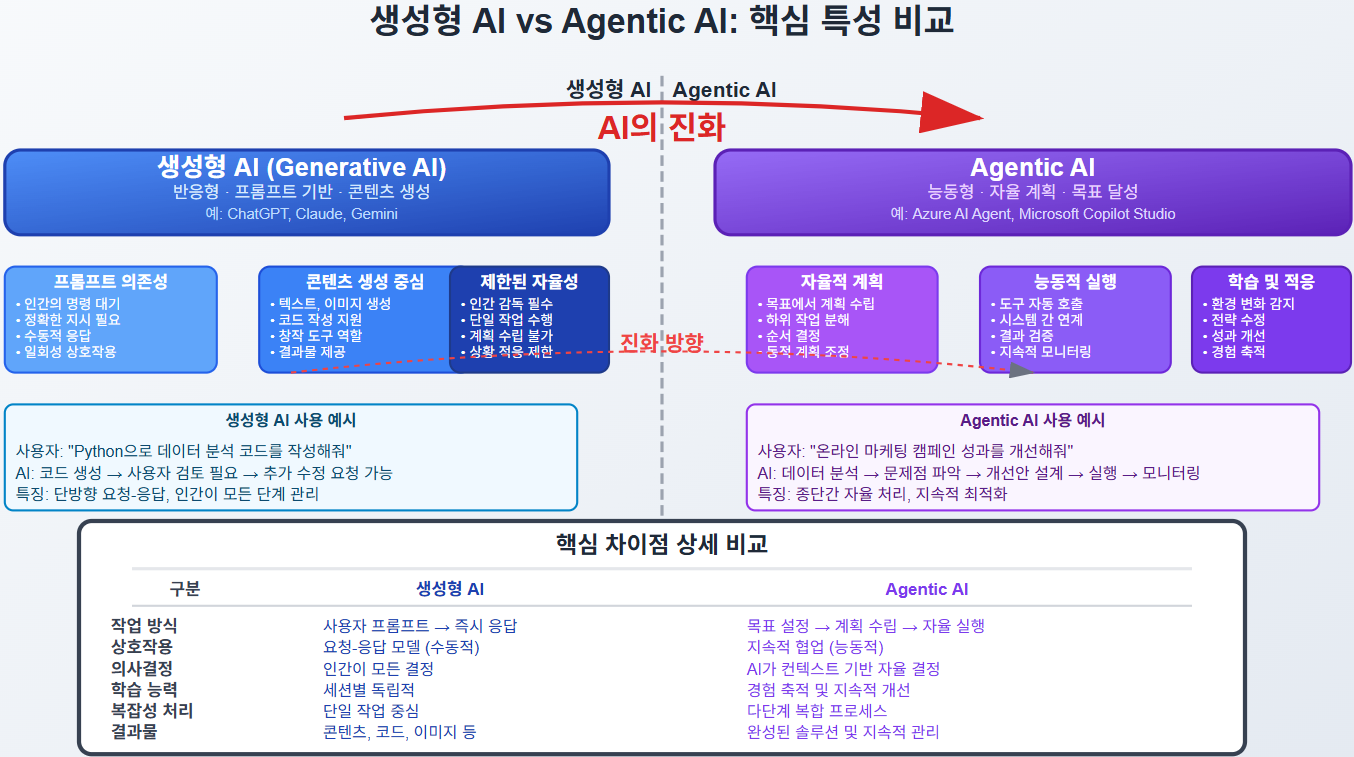 생성형 AI vs Agentic AI: 핵심 특성 비교
생성형 AI
Agentic AI
AI의 진화
생성형 AI (Generative AI)
반응형 · 프롬프트 기반 · 콘텐츠 생성
예: ChatGPT, Claude, Gemini
Agentic AI
능동형 · 자율 계획 · 목표 달성
예: Azure AI Agent, Microsoft Copilot Studio
프롬프트 의존성
• 인간의 명령 대기
• 정확한 지시 필요
• 수동적 응답
• 일회성 상호작용
콘텐츠 생성 중심
• 텍스트, 이미지 생성
• 코드 작성 지원
• 창작 도구 역할
• 결과물 제공
제한된 자율성
• 인간 감독 필수
• 단일 작업 수행
• 계획 수립 불가
• 상황 적응 제한
진화 방향
자율적 계획
• 목표에서 계획 수립
• 하위 작업 분해
• 순서 결정
• 동적 계획 조정
능동적 실행
• 도구 자동 호출
• 시스템 간 연계
• 결과 검증
• 지속적 모니터링
학습 및 적응
• 환경 변화 감지
• 전략 수정
• 성과 개선
• 경험 축적
생성형 AI 사용 예시
사용자: "Python으로 데이터 분석 코드를 작성해줘"
AI: 코드 생성 → 사용자 검토 필요 → 추가 수정 요청 가능
특징: 단방향 요청-응답, 인간이 모든 단계 관리
Agentic AI 사용 예시
사용자: "온라인 마케팅 캠페인 성과를 개선해줘"
AI: 데이터 분석 → 문제점 파악 → 개선안 설계 → 실행 → 모니터링
특징: 종단간 자율 처리, 지속적 최적화
핵심 차이점 상세 비교
구분 생성형 AI Agentic AI
작업 방식 사용자 프롬프트 → 즉시 응답 목표 설정 → 계획 수립 → 자율 실행
상호작용 요청-응답 모델 (수동적) 지속적 협업 (능동적)
의사결정 인간이 모든 결정 AI가 컨텍스트 기반 자율 결정
학습 능력 세션별 독립적 경험 축적 및 지속적 개선
복잡성 처리 단일 작업 중심 다단계 복합 프로세스
결과물 콘텐츠, 코드, 이미지 등 완성된 솔루션 및 지속적 관리